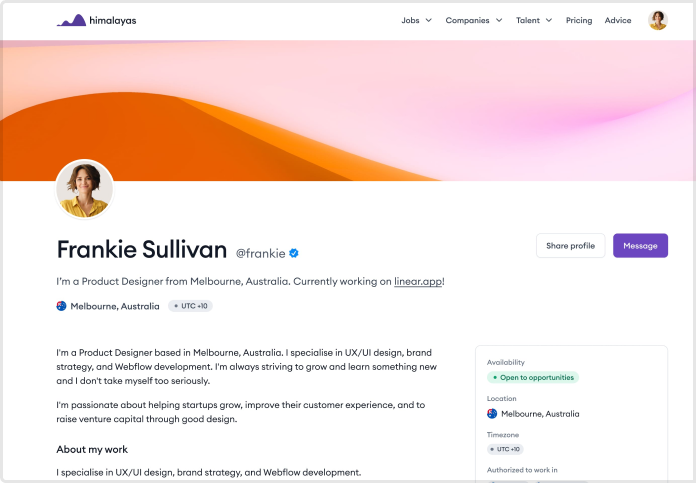 himalayas
Jobs Companies Talent Pricing Advice
Frankie Sullivan @frankie
Share profile Message
I'm a Product Designer from Melbourne, Australia. Currently working on linear.app!
Melbourne, Australia UTC +10
I'm a Product Designer based in Melbourne, Australia. I specialise in UX/UI design, brand
strategy, and Webflow development. I'm always striving to grow and learn something new
and I don't take myself too seriously.
I'm passionate about helping startups grow, improve their customer experience, and to
raise venture capital through good design.
About my work
I specialise in UX/UI design, brand strategy, and Webflow development.
Availability
Open to opportunities
Location
Melbourne, Australia
Timezone
UTC +10
Authorized to work in